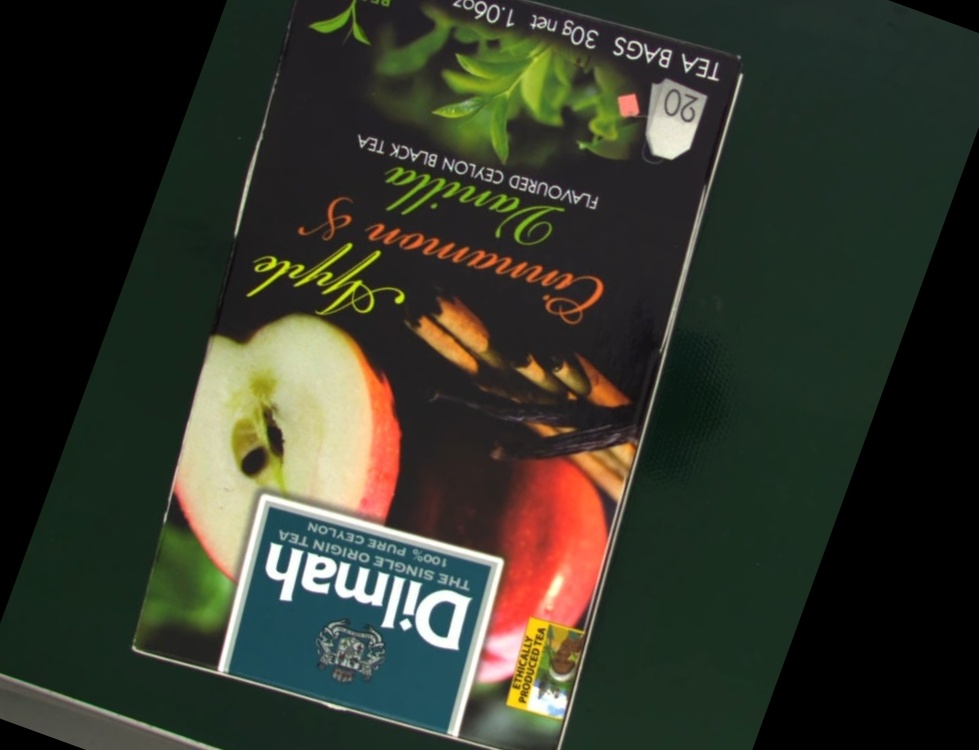 ETHICALLY
PRODUCED TEA
Dilmah
THE SINGLE ORIGIN TEA
100% PURE CEYLON
Apple
Cinnamon &
Vanilla
FLAVOURED CEYLON BLACK TEA
20
TEA BAGS 30g net 1.06oz